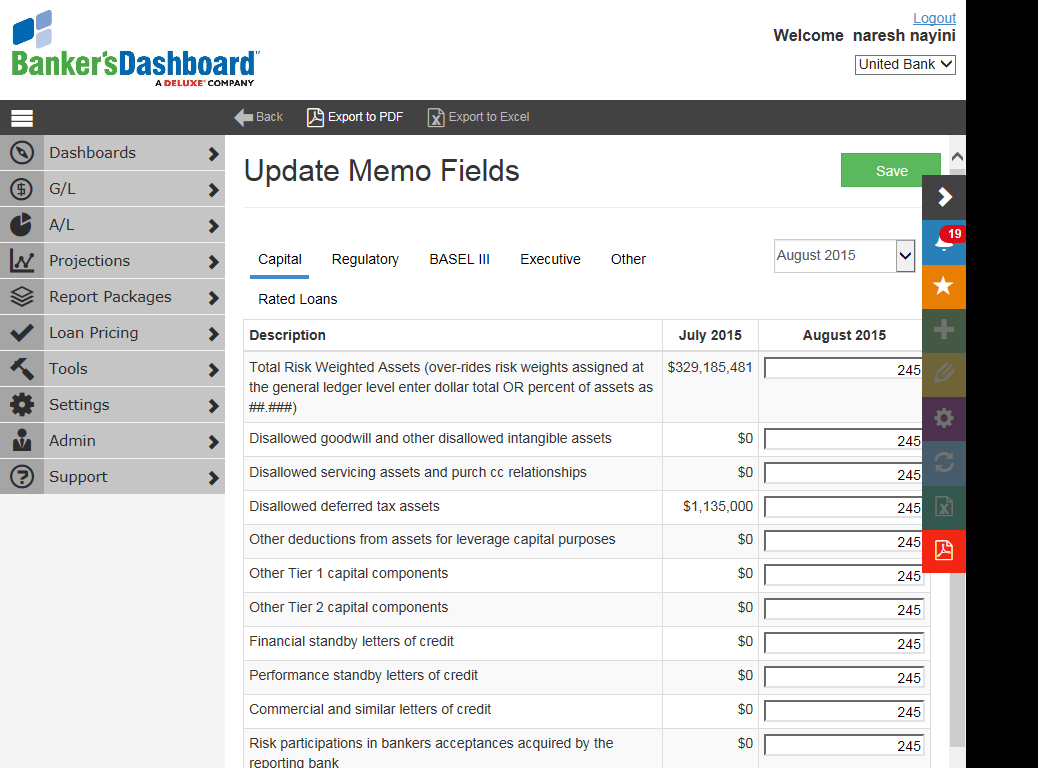 Logout
Banker'sDashboard™
A DELUXE® COMPANY
Welcome naresh nayini
United Bank
Back
Export to PDF
Export to Excel
Dashboards
G/L
A/L
Projections
Report Packages
Loan Pricing
Tools
Settings
Admin
Support
Update Memo Fields
Save
19
Capital Regulatory BASEL III Executive Other
August 2015
Rated Loans
Description July 2015 August 2015
Total Risk Weighted Assets (over-rides risk weights assigned at $329,185,481 245
the general ledger level enter dollar total OR percent of assets as
##.###)
Disallowed goodwill and other disallowed intangible assets $0 245
Disallowed servicing assets and purch cc relationships $0 245
Disallowed deferred tax assets $1,135,000 245
Other deductions from assets for leverage capital purposes $0 245
Other Tier 1 capital components $0 245
Other Tier 2 capital components $0 245
Financial standby letters of credit $0 245
Performance standby letters of credit $0 245
Commercial and similar letters of credit $0 245
Risk participations in bankers acceptances acquired by the $0 245
reporting bank